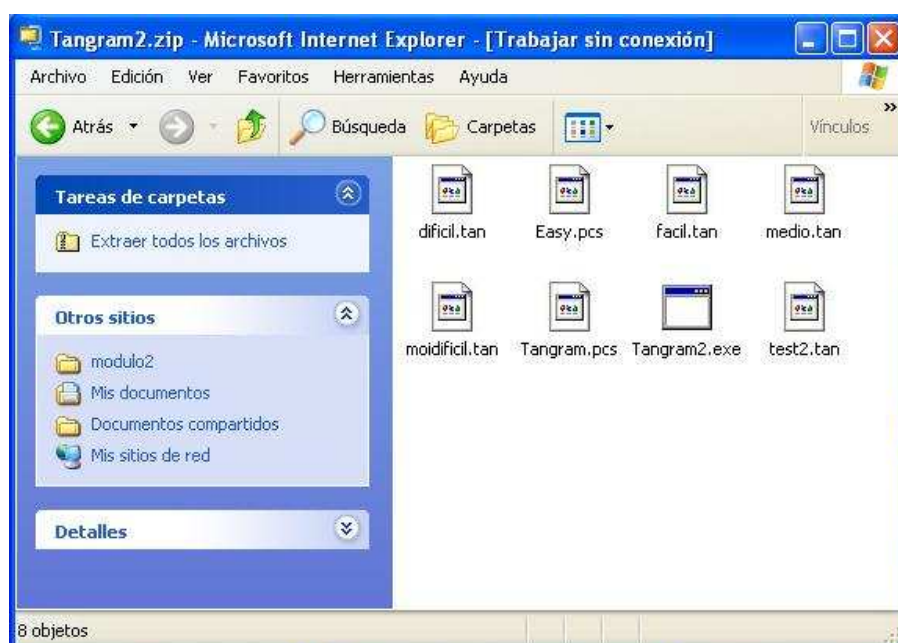 Tangram2.zip - Microsoft Internet Explorer - [Trabajar sin conexión]
Archivo Edición Ver Favoritos Herramientas Ayuda
Atrás Búsqueda Carpetas Vínculos
Tareas de carpetas
Extraer todos los archivos
Otros sitios
modulo2
Mis documentos
Documentos compartidos
Mis sitios de red
Detalles
dificil.tan Easy.pcs facil.tan medio.tan
moidificil.tan Tangram.pcs Tangram2.exe test2.tan
8 objetos